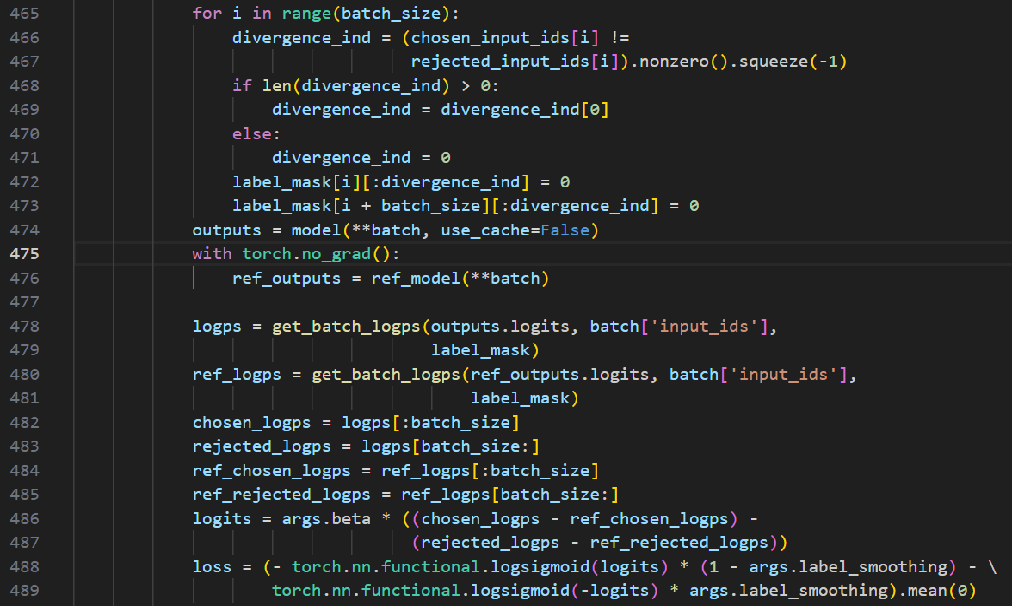 465 for i in range(batch_size):
466 divergence_ind = (chosen_input_ids[i] !=
467 rejected_input_ids[i]).nonzero().squeeze(-1)
468 if len(divergence_ind) > 0:
469 divergence_ind = divergence_ind[0]
470 else:
471 divergence_ind = 0
472 label_mask[i][:divergence_ind] = 0
473 label_mask[i + batch_size][:divergence_ind] = 0
474 outputs = model(**batch, use_cache=False)
475 with torch.no_grad():
476 ref_outputs = ref_model(**batch)
477
478 logps = get_batch_logps(outputs.logits, batch['input_ids'],
479 label_mask)
480 ref_logps = get_batch_logps(ref_outputs.logits, batch['input_ids'],
481 label_mask)
482 chosen_logps = logps[:batch_size]
483 rejected_logps = logps[batch_size:]
484 ref_chosen_logps = ref_logps[:batch_size]
485 ref_rejected_logps = ref_logps[batch_size:]
486 logits = args.beta * ((chosen_logps - ref_chosen_logps) -
487 (rejected_logps - ref_rejected_logps))
488 loss = (- torch.nn.functional.logsigmoid(logits) * (1 - args.label_smoothing) - \
489 torch.nn.functional.logsigmoid(-logits) * args.label_smoothing).mean(0)